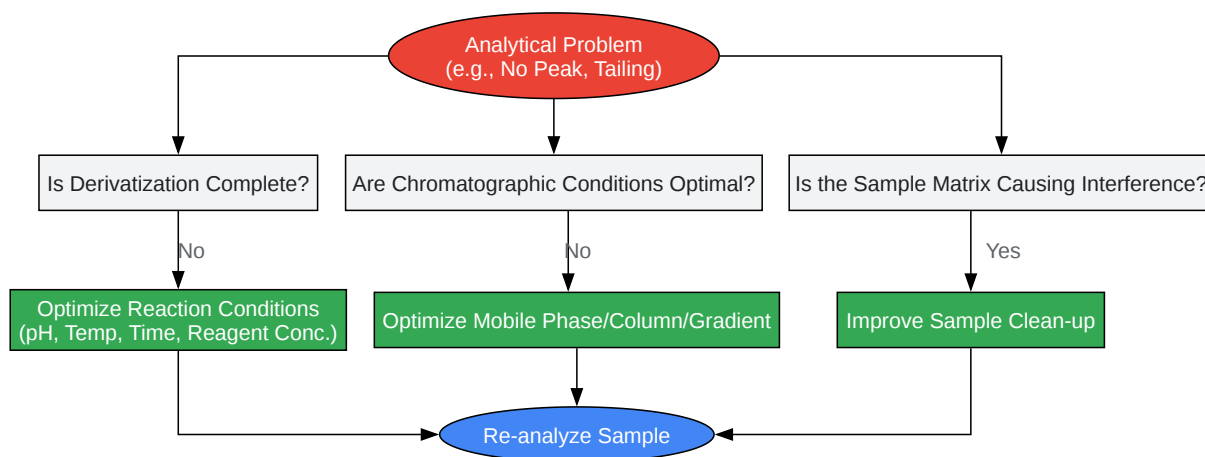 Analytical Problem
(e.g., No Peak, Tailing)
Is Derivatization Complete?
Are Chromatographic Conditions Optimal?
Is the Sample Matrix Causing Interference?
No
No
Yes
Optimize Reaction Conditions
(pH, Temp, Time, Reagent Conc.)
Optimize Mobile Phase/Column/Gradient
Improve Sample Clean-up
Re-analyze Sample